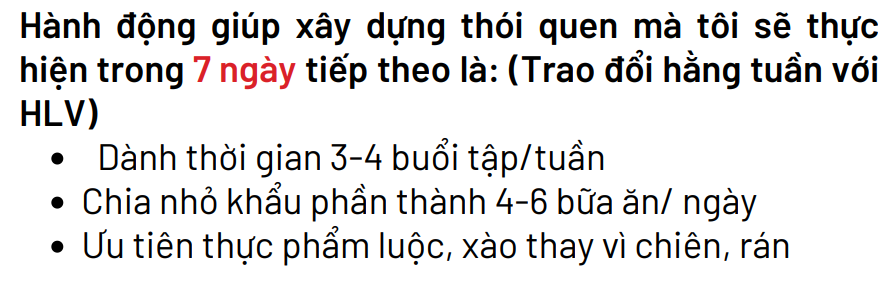 Hành động giúp xây dựng thói quen mà tôi sẽ thực
hiện trong 7 ngày tiếp theo là: (Trao đổi hằng tuần với
HLV)
• Dành thời gian 3-4 buổi tập/tuần
• Chia nhỏ khẩu phần thành 4-6 bữa ăn/ ngày
• Ưu tiên thực phẩm luộc, xào thay vì chiên, rán